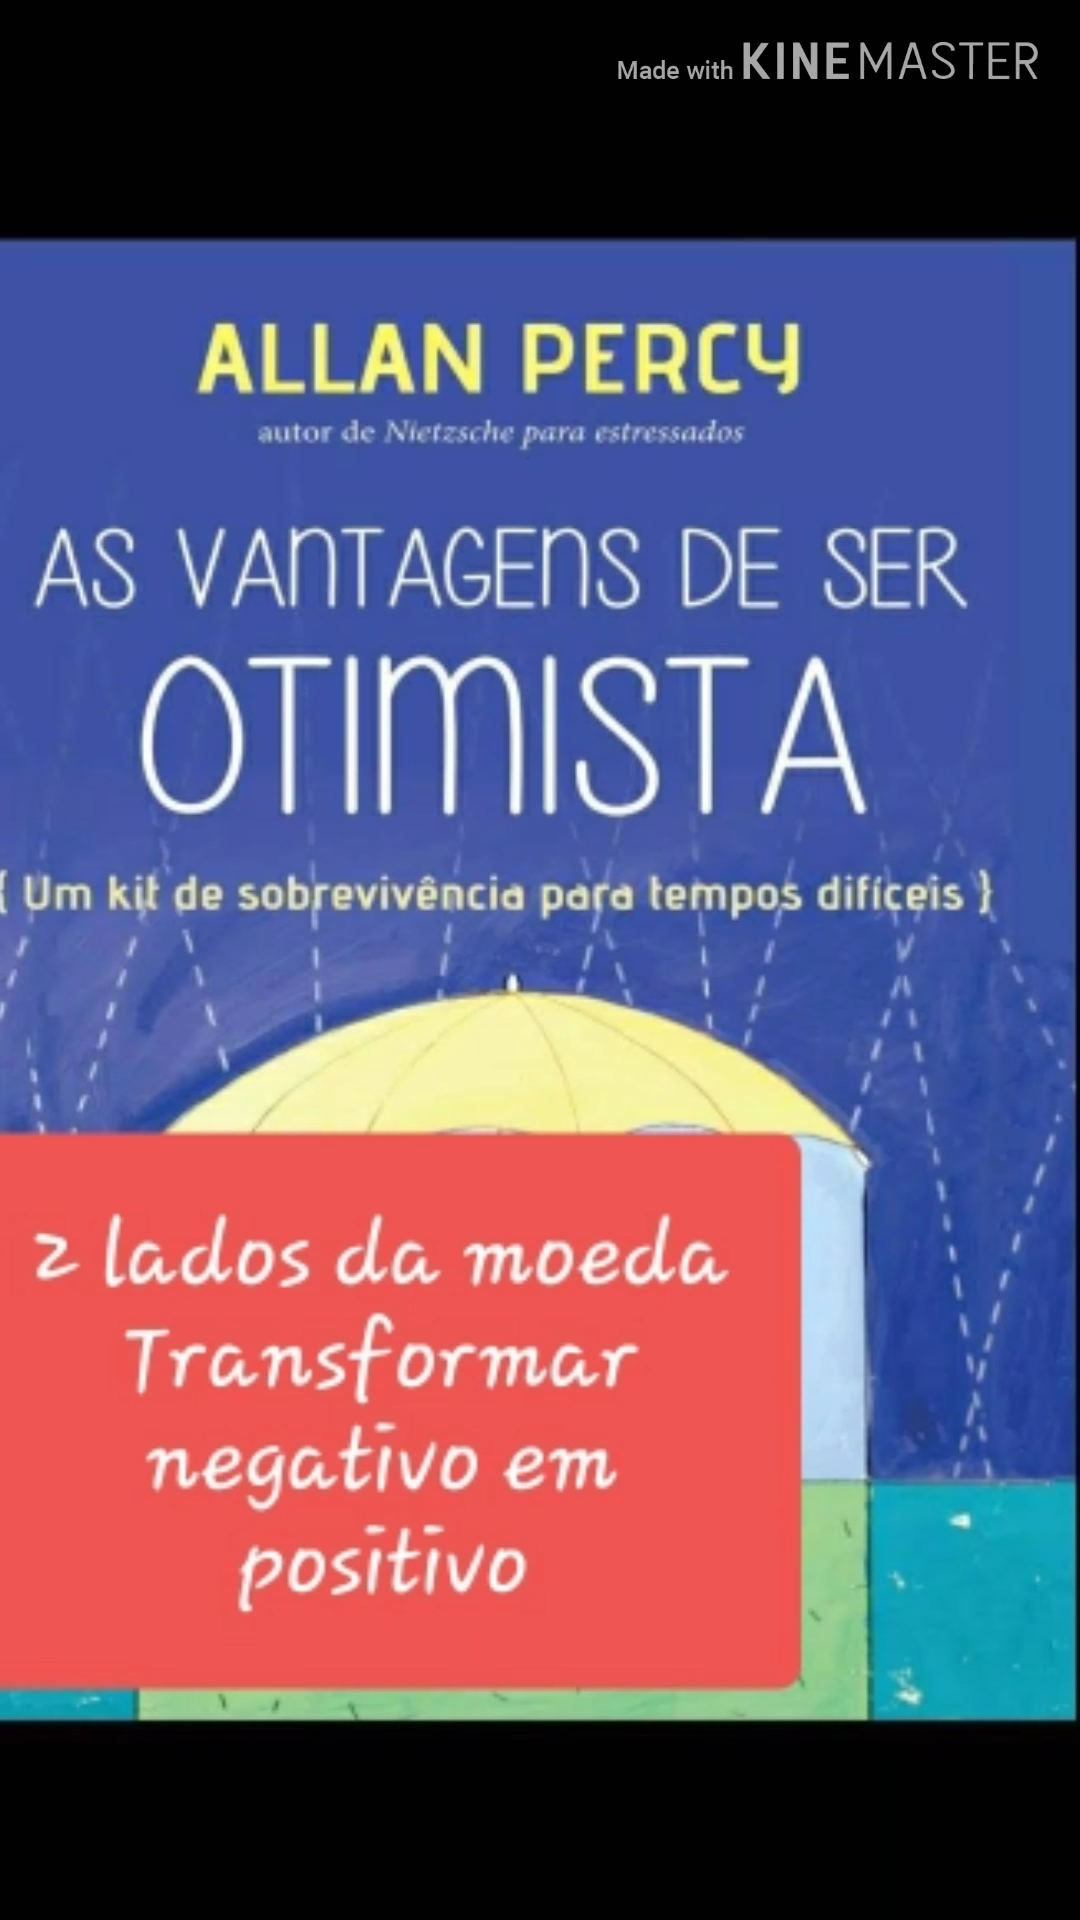 Made with KINEMASTER
ALLAN PERCY
autor de Nietzsche para estressados
AS VANTAGENS DE SER
OTIMISTA
{ Um kit de sobrevivência para tempos difíceis }
2 lados da moeda
Transformar
negativo em
positivo